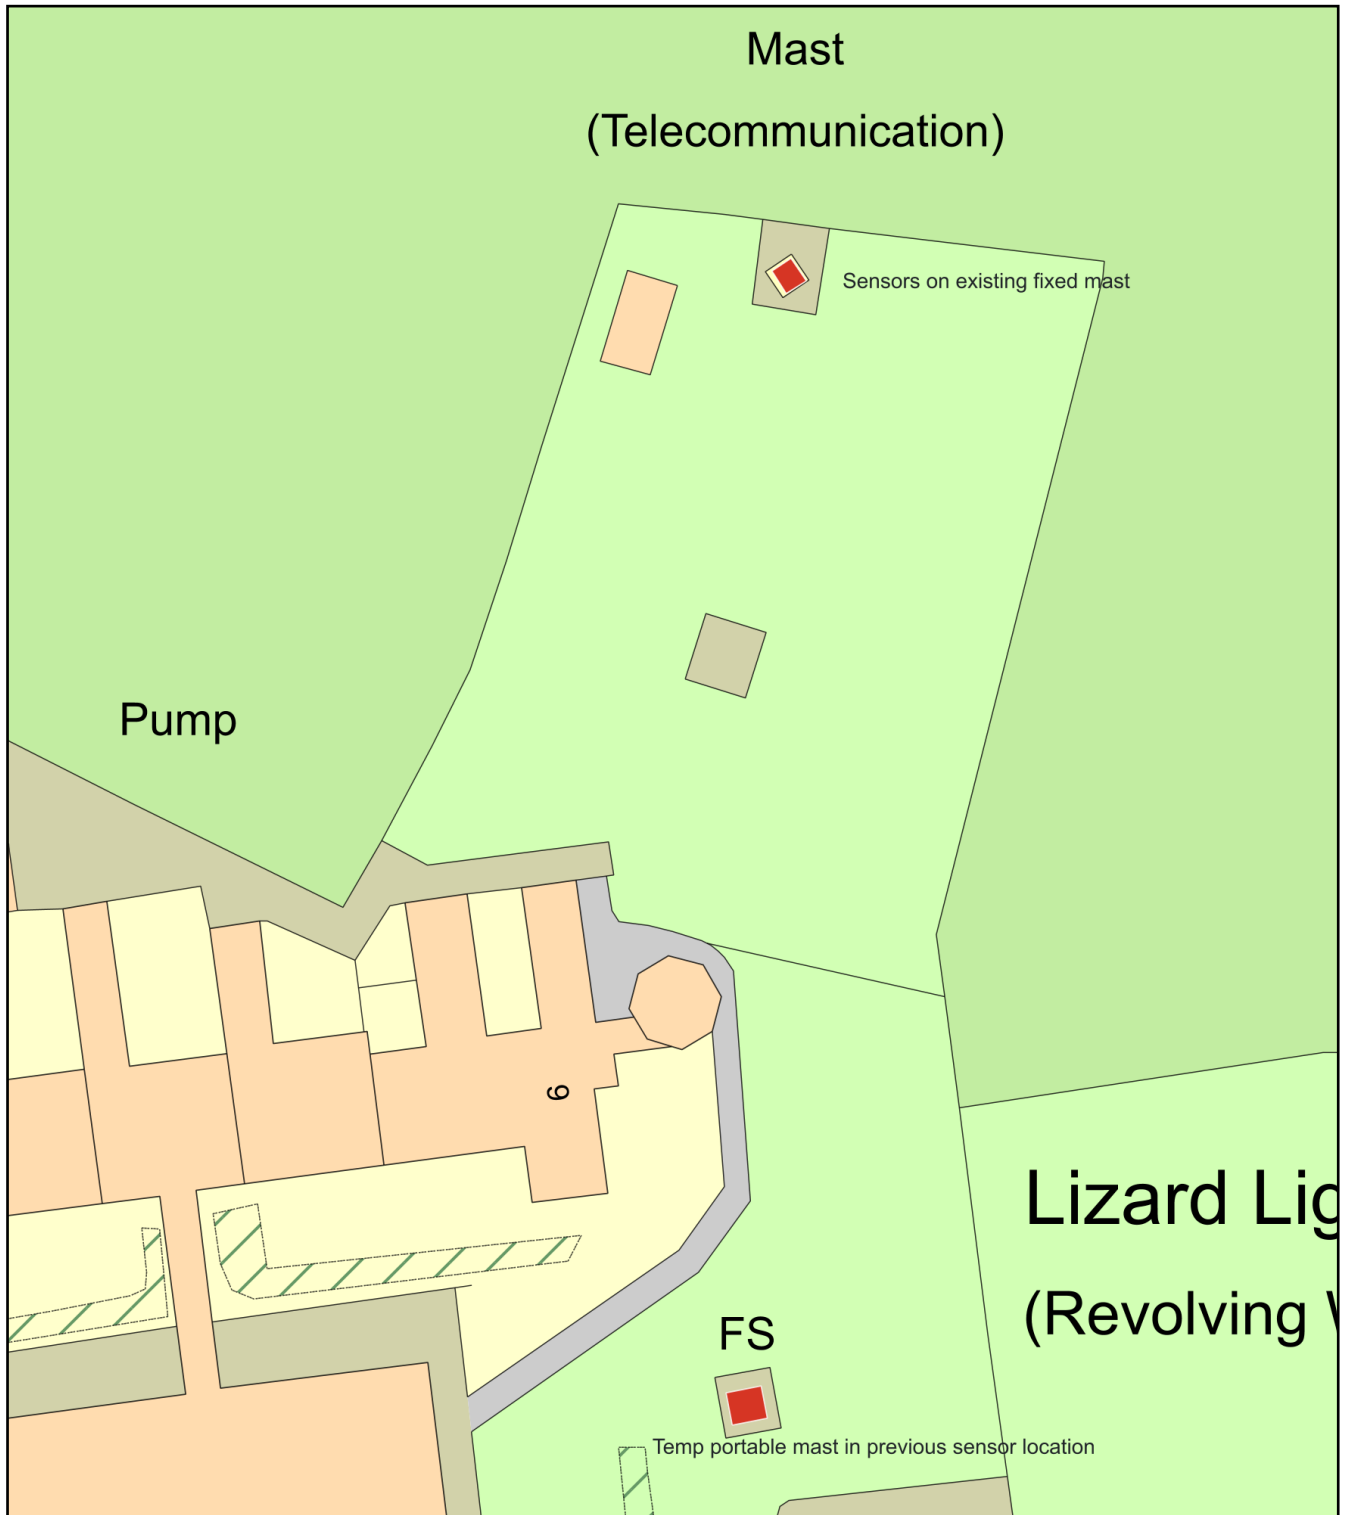 Mast
(Telecommunication)
Sensors on existing fixed mast
Pump
6
Lizard Lig
(Revolving
FS
Temp portable mast in previous sensor location